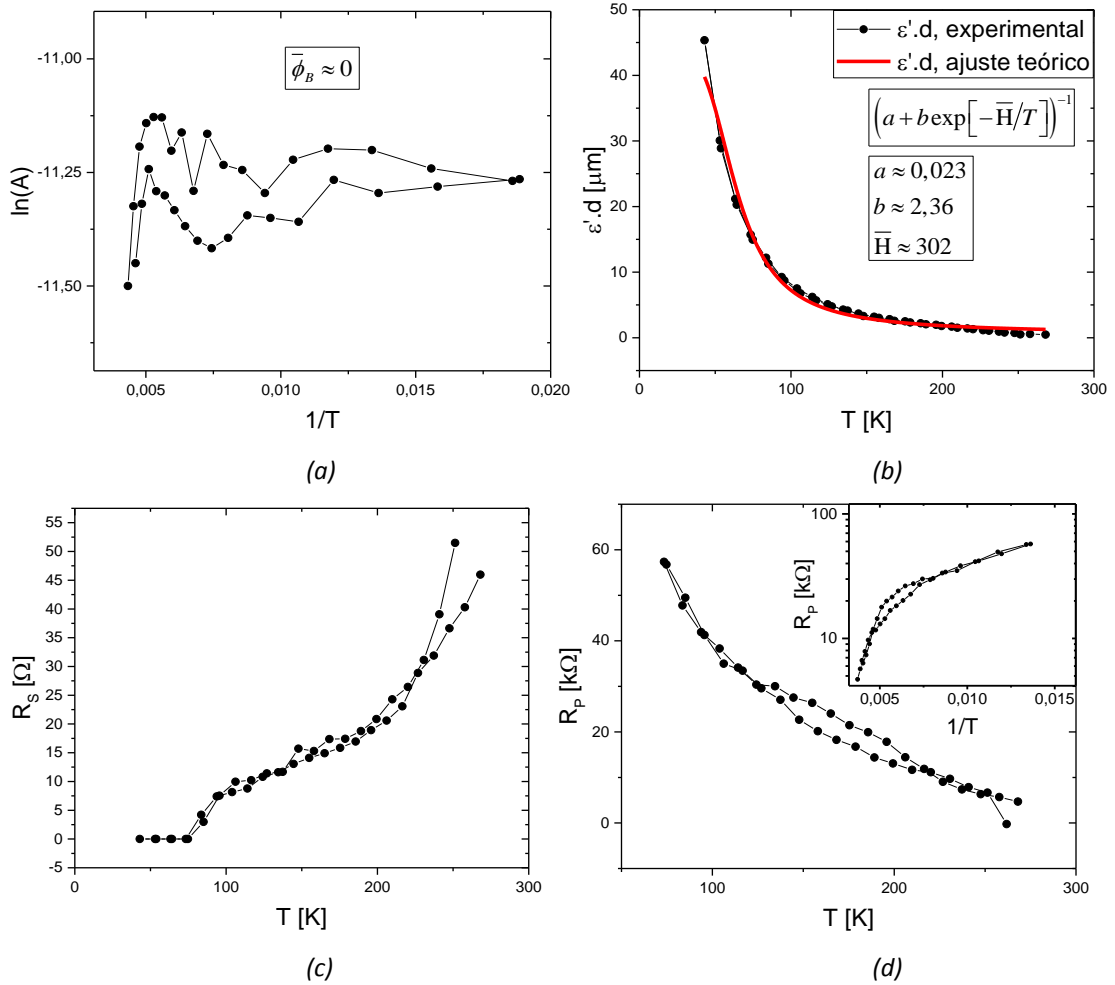 -11,00
-11,25
-11,50
ln(A)
ϕ̅_B ≈ 0
0,005 0,010 0,015 0,020
1/T
(a)
50
40
30
20
10
0
ε'.d [μm]
ε'.d, experimental
ε'.d, ajuste teórico
(a + b exp[−H̅/T])⁻¹
a ≈ 0,023
b ≈ 2,36
H̅ ≈ 302
0 100 200 300
T [K]
(b)
55
50
45
40
35
30
25
20
15
10
5
0
-5
R_S [Ω]
0 100 200 300
T [K]
(c)
60
40
20
0
R_P [kΩ]
100
10
R_P [kΩ]
0,005 0,010 0,015
1/T
100 200 300
T [K]
(d)